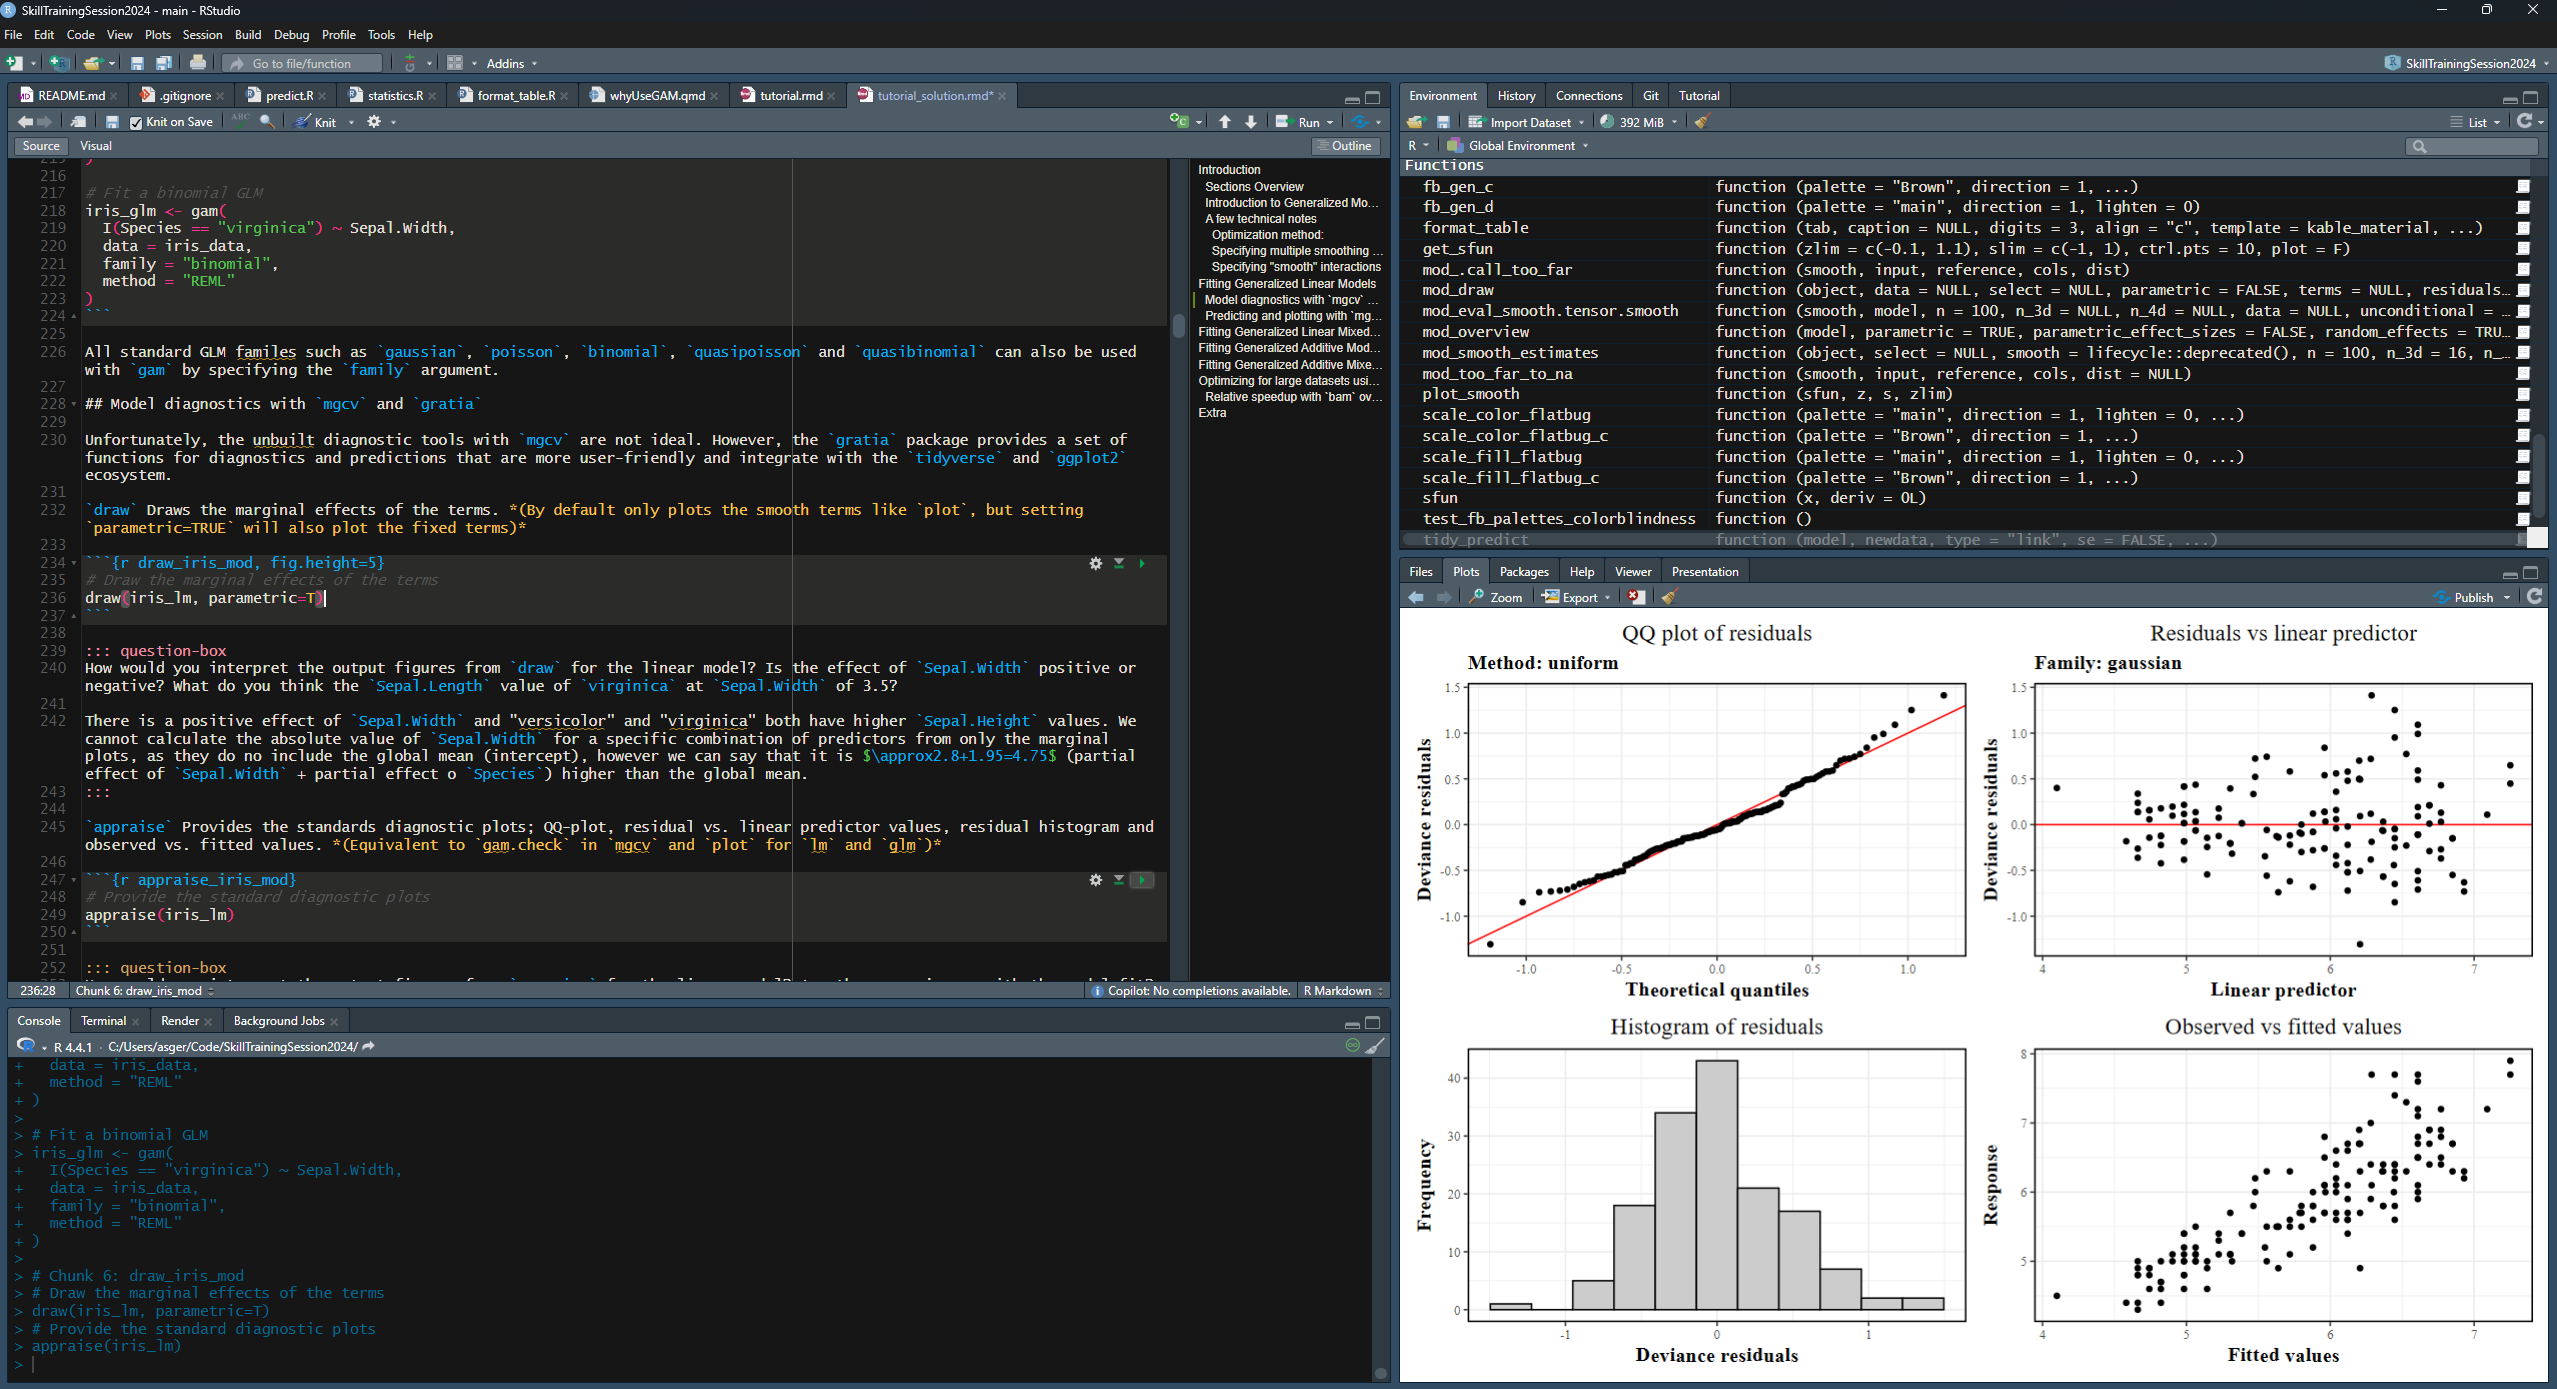 SkillTrainingSession2024 - main - RStudio
File Edit Code View Plots Session Build Debug Profile Tools Help
Go to file/function Addins SkillTrainingSession2024
README.md .gitignore predict.R statistics.R format_table.R whyUseGAM.qmd tutorial.rmd tutorial_solution.rmd*
Knit on Save ABC Knit Run
Source Visual Outline
216
217 # Fit a binomial GLM
218 iris_glm <- gam(
219 I(Species == "virginica") ~ Sepal.Width,
220 data = iris_data,
221 family = "binomial",
222 method = "REML"
223 )
224 ```
225
226 All standard GLM familes such as `gaussian`, `poisson`, `binomial`, `quasipoisson` and `quasibinomial` can also be used
with `gam` by specifying the `family` argument.
227
228 ## Model diagnostics with `mgcv` and `gratia`
229
230 Unfortunately, the unbuilt diagnostic tools with `mgcv` are not ideal. However, the `gratia` package provides a set of
functions for diagnostics and predictions that are more user-friendly and integrate with the `tidyverse` and `ggplot2`
ecosystem.
231
232 `draw` Draws the marginal effects of the terms. *(By default only plots the smooth terms like `plot`, but setting
`parametric=TRUE` will also plot the fixed terms)*
233
234 ```{r draw_iris_mod, fig.height=5}
235 # Draw the marginal effects of the terms
236 draw(iris_lm, parametric=T)
237 ```
238
239 ::: question-box
240 How would you interpret the output figures from `draw` for the linear model? Is the effect of `Sepal.Width` positive or
negative? What do you think the `Sepal.Length` value of `virginica` at `Sepal.Width` of 3.5?
241
242 There is a positive effect of `Sepal.Width` and "versicolor" and "virginica" both have higher `Sepal.Height` values. We
cannot calculate the absolute value of `Sepal.Width` for a specific combination of predictors from only the marginal
plots, as they do no include the global mean (intercept), however we can say that it is $\approx2.8+1.95=4.75$ (partial
effect of `Sepal.Width` + partial effect o `Species`) higher than the global mean.
243 :::
244
245 `appraise` Provides the standards diagnostic plots; QQ-plot, residual vs. linear predictor values, residual histogram and
observed vs. fitted values. *(Equivalent to `gam.check` in `mgcv` and `plot` for `lm` and `glm`)*
246
247 ```{r appraise_iris_mod}
248 # Provide the standard diagnostic plots
249 appraise(iris_lm)
250 ```
251
252 ::: question-box
236:28 Chunk 6: draw_iris_mod Copilot: No completions available. R Markdown
Introduction
Sections Overview
Introduction to Generalized Mo...
A few technical notes
Optimization method:
Specifying multiple smoothing ...
Specifying "smooth" interactions
Fitting Generalized Linear Models
Model diagnostics with `mgcv` ...
Predicting and plotting with `mg...
Fitting Generalized Linear Mixed...
Fitting Generalized Additive Mod...
Fitting Generalized Additive Mixe...
Optimizing for large datasets usi...
Relative speedup with `bam` ov...
Extra
Console Terminal Render Background Jobs
R 4.4.1 · C:/Users/asger/Code/SkillTrainingSession2024/
+ data = iris_data,
+ method = "REML"
+ )
>
> # Fit a binomial GLM
> iris_glm <- gam(
+ I(Species == "virginica") ~ Sepal.Width,
+ data = iris_data,
+ family = "binomial",
+ method = "REML"
+ )
>
> # Chunk 6: draw_iris_mod
> # Draw the marginal effects of the terms
> draw(iris_lm, parametric=T)
> # Provide the standard diagnostic plots
> appraise(iris_lm)
>
Environment History Connections Git Tutorial
Import Dataset 392 MiB List
R Global Environment
Functions
fb_gen_c function (palette = "Brown", direction = 1, ...)
fb_gen_d function (palette = "main", direction = 1, lighten = 0)
format_table function (tab, caption = NULL, digits = 3, align = "c", template = kable_material, ...)
get_sfun function (zlim = c(-0.1, 1.1), slim = c(-1, 1), ctrl.pts = 10, plot = F)
mod_.call_too_far function (smooth, input, reference, cols, dist)
mod_draw function (object, data = NULL, select = NULL, parametric = FALSE, terms = NULL, residuals...
mod_eval_smooth.tensor.smooth function (smooth, model, n = 100, n_3d = NULL, n_4d = NULL, data = NULL, unconditional = ...
mod_overview function (model, parametric = TRUE, parametric_effect_sizes = FALSE, random_effects = TRU...
mod_smooth_estimates function (object, select = NULL, smooth = lifecycle::deprecated(), n = 100, n_3d = 16, n_...
mod_too_far_to_na function (smooth, input, reference, cols, dist = NULL)
plot_smooth function (sfun, z, s, zlim)
scale_color_flatbug function (palette = "main", direction = 1, lighten = 0, ...)
scale_color_flatbug_c function (palette = "Brown", direction = 1, ...)
scale_fill_flatbug function (palette = "main", direction = 1, lighten = 0, ...)
scale_fill_flatbug_c function (palette = "Brown", direction = 1, ...)
sfun function (x, deriv = 0L)
test_fb_palettes_colorblindness function ()
tidy_predict function (model, newdata, type = "link", se = FALSE, ...)
Files Plots Packages Help Viewer Presentation
Zoom Export Publish
QQ plot of residuals
Method: uniform
Deviance residuals
1.5
1.0
0.5
0.0
-0.5
-1.0
-1.0 -0.5 0.0 0.5 1.0
Theoretical quantiles
Residuals vs linear predictor
Family: gaussian
Deviance residuals
1.5
1.0
0.5
0.0
-0.5
-1.0
4 5 6 7
Linear predictor
Histogram of residuals
Frequency
40
30
20
10
0
-1 0 1
Deviance residuals
Observed vs fitted values
Response
8
7
6
5
4 5 6 7
Fitted values